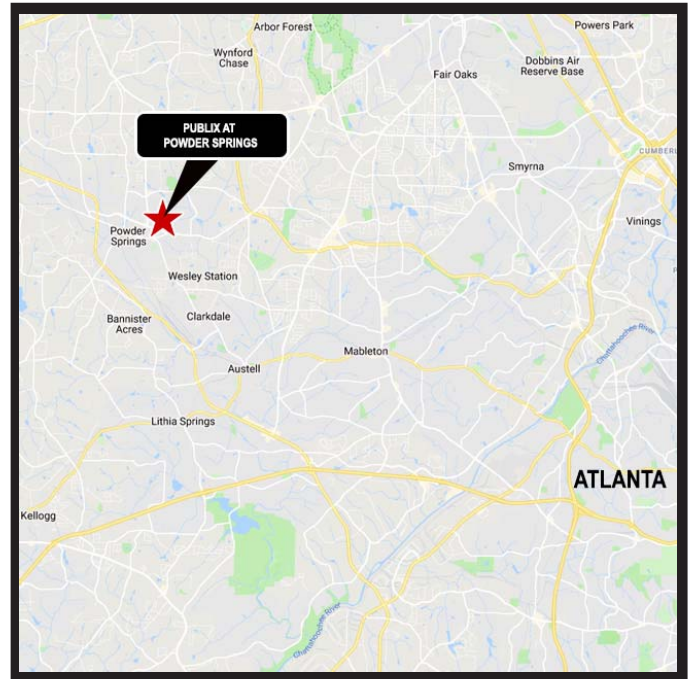 Arbor Forest
Powers Park
Wynford
Chase
Dobbins Air
Reserve Base
Fair Oaks
PUBLIX AT
POWDER SPRINGS
CUMBERL
Smyrna
Vinings
Powder
Springs
Wesley Station
Bannister
Acres
Clarkdale
Chattahoochee River
Mableton
Austell
Lithia Springs
ATLANTA
Kellogg
Chattahoochee River